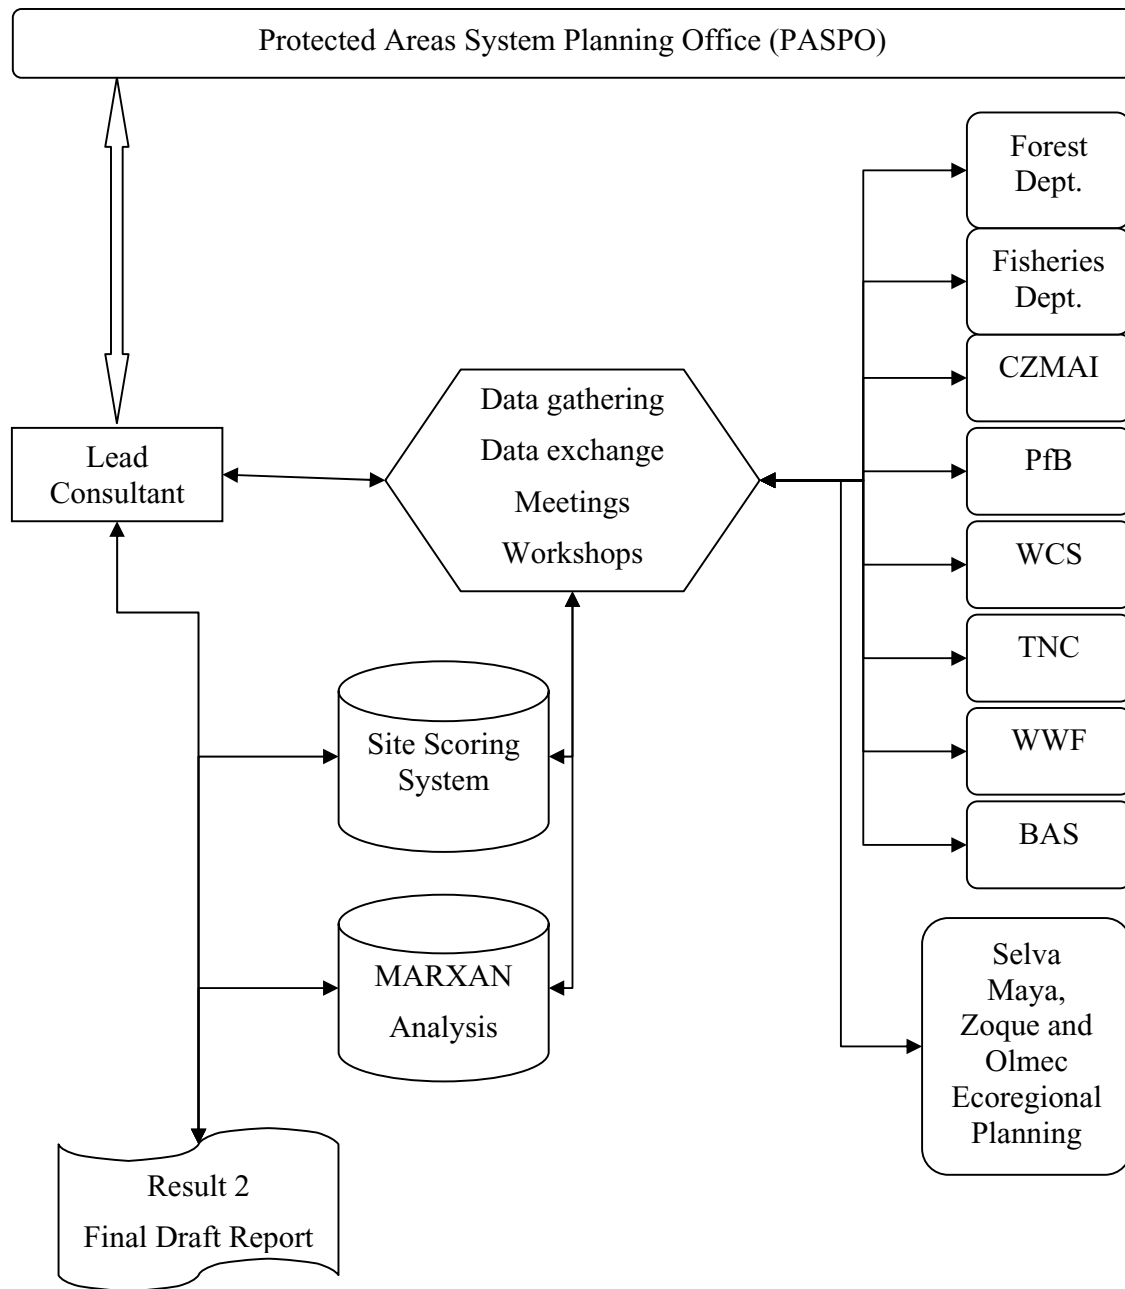 Protected Areas System Planning Office (PASPO)
Forest
Dept.
Fisheries
Dept.
CZMAI
PfB
WCS
TNC
WWF
BAS
Selva
Maya,
Zoque and
Olmec
Ecoregional
Planning
Data gathering
Data exchange
Meetings
Workshops
Lead
Consultant
Site Scoring
System
MARXAN
Analysis
Result 2
Final Draft Report